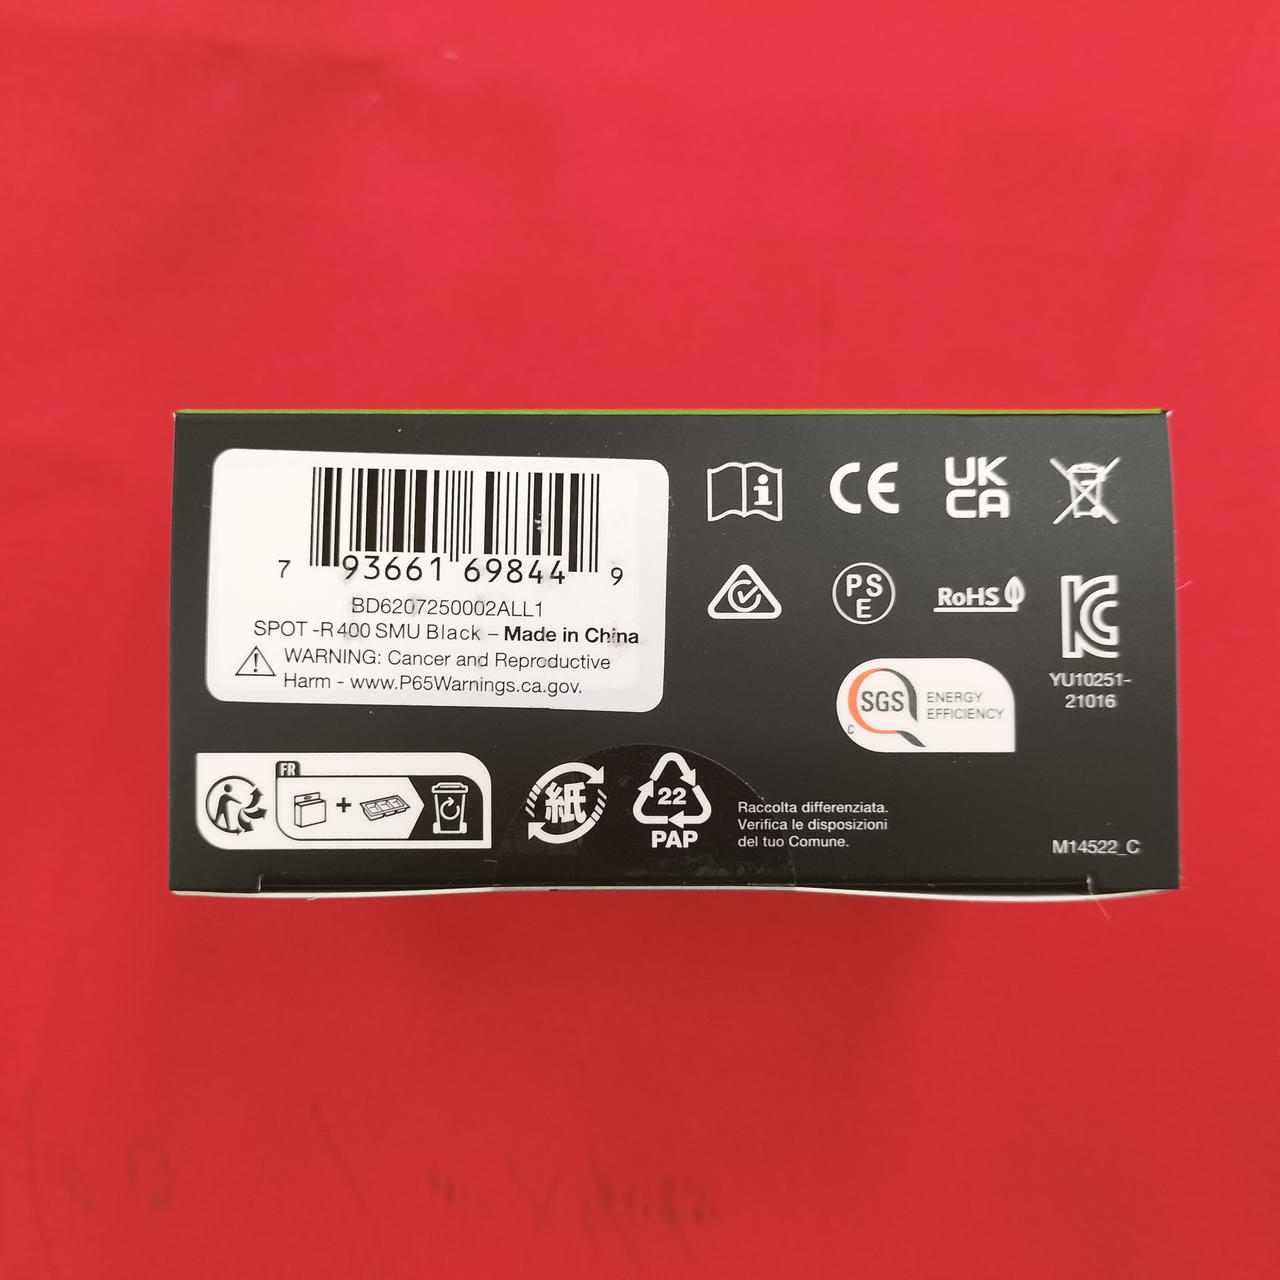 7 93661 69844 9
BD6207250002ALL1
SPOT -R400 SMU Black – Made in China
WARNING: Cancer and Reproductive
Harm - www.P65Warnings.ca.gov.
i
CE
UK
CA
PS
E
RoHS
KC
YU10251-
21016
SGS
ENERGY
EFFICIENCY
C
FR
+
紙
22
PAP
Raccolta differenziata.
Verifica le disposizioni
del tuo Comune.
M14522_C